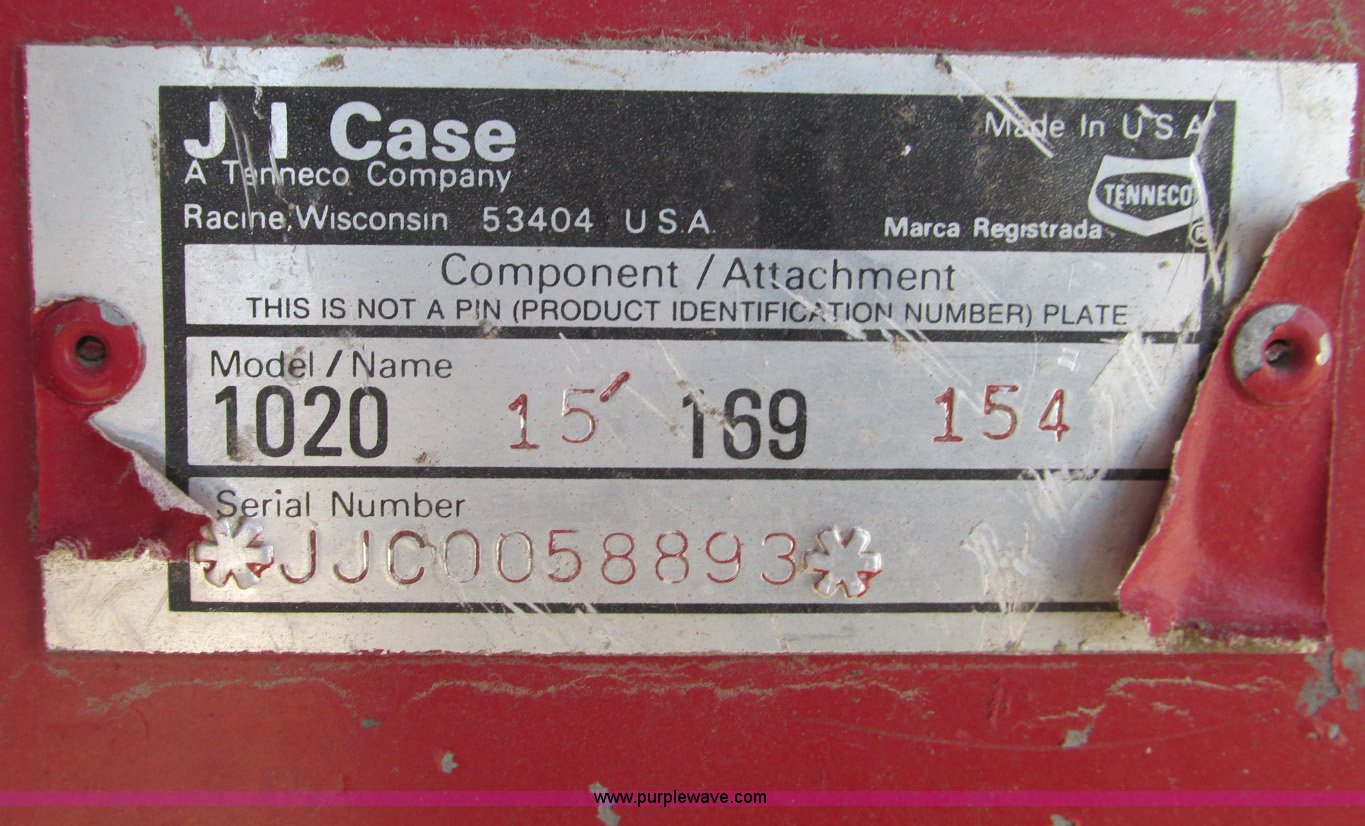 J I Case
A Tenneco Company
Racine, Wisconsin 53404 U.S.A.
Made In U S A
TENNECO
®
Marca Registrada
Component / Attachment
THIS IS NOT A PIN (PRODUCT IDENTIFICATION NUMBER) PLATE
Model / Name
1020 15' 169 154
Serial Number
*JJC0058893*
www.purplewave.com